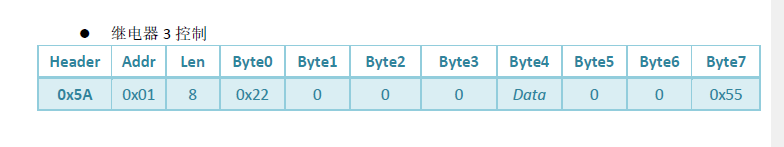 ● 继电器 3 控制
Header Addr Len Byte0 Byte1 Byte2 Byte3 Byte4 Byte5 Byte6 Byte7
0x5A 0x01 8 0x22 0 0 0 Data 0 0 0x55